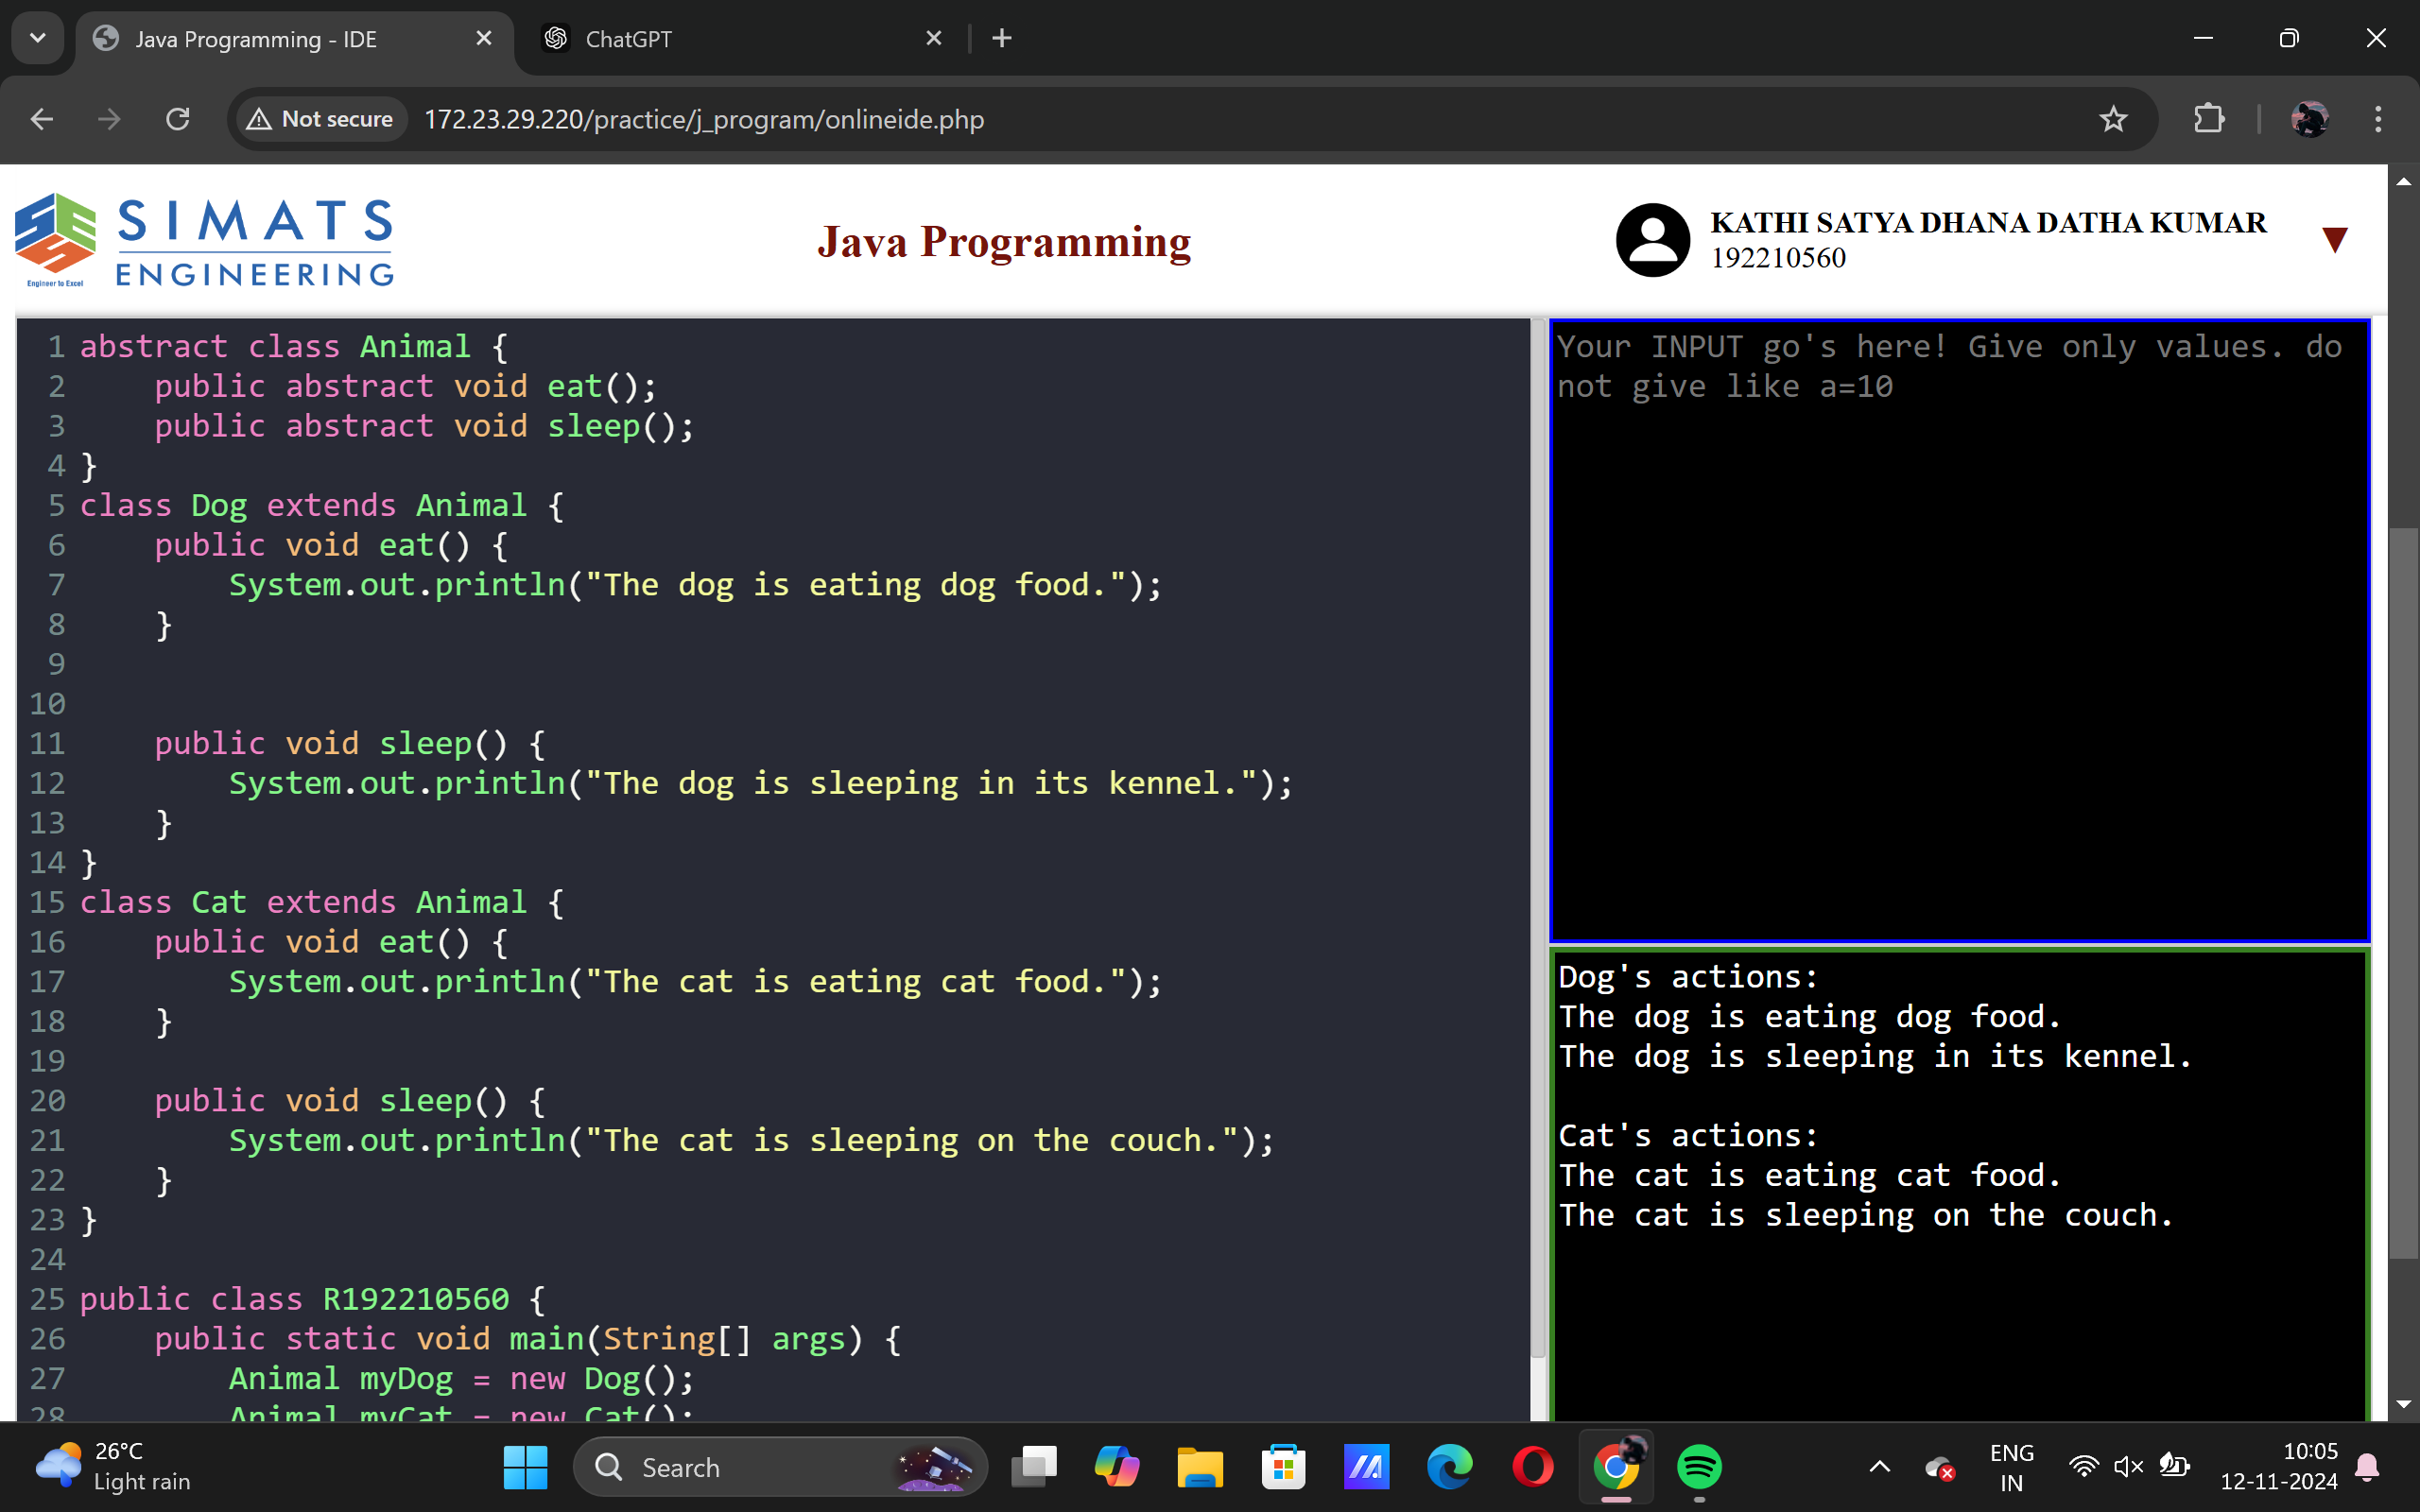 Java Programming - IDE
ChatGPT
Not secure
172.23.29.220/practice/j_program/onlineide.php
SIMATS
ENGINEERING
Engineer to Excel
Java Programming
KATHI SATYA DHANA DATHA KUMAR
192210560
1 abstract class Animal {
2     public abstract void eat();
3     public abstract void sleep();
4 }
5 class Dog extends Animal {
6     public void eat() {
7         System.out.println("The dog is eating dog food.");
8     }
9
10
11     public void sleep() {
12         System.out.println("The dog is sleeping in its kennel.");
13     }
14 }
15 class Cat extends Animal {
16     public void eat() {
17         System.out.println("The cat is eating cat food.");
18     }
19
20     public void sleep() {
21         System.out.println("The cat is sleeping on the couch.");
22     }
23 }
24
25 public class R192210560 {
26     public static void main(String[] args) {
27         Animal myDog = new Dog();
28         Animal myCat = new Cat();
Your INPUT go's here! Give only values. do
not give like a=10
Dog's actions:
The dog is eating dog food.
The dog is sleeping in its kennel.
Cat's actions:
The cat is eating cat food.
The cat is sleeping on the couch.
26°C
Light rain
Search
ENG
IN
10:05
12-11-2024